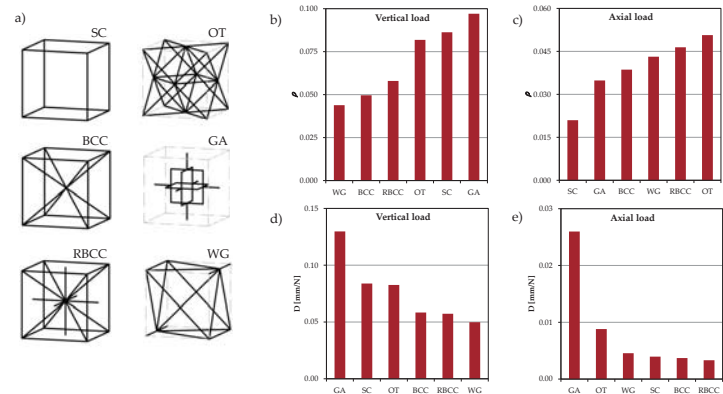 a)
SC
OT
BCC
GA
RBCC
WG
b)
Vertical load
0.100
0.075
0.050
0.025
0.000
ρ
WG BCC RBCC OT SC GA
c)
Axial load
0.060
0.045
0.030
0.015
0.000
ρ
SC GA BCC WG RBCC OT
d)
Vertical load
0.15
0.10
0.05
0.00
D [mm/N]
GA SC OT BCC RBCC WG
e)
Axial load
0.03
0.02
0.01
0.00
D [mm/N]
GA OT WG SC BCC RBCC